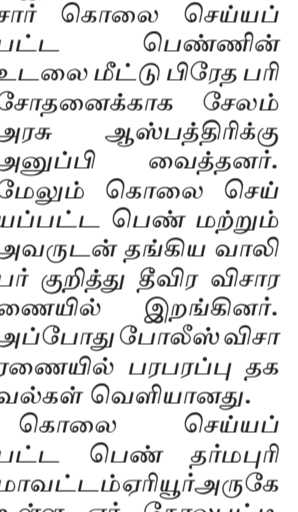 சார் கொலை செய்யப்
பட்ட பெண்ணின்
உடலை மீட்டு பிரேத பரி
சோதனைக்காக சேலம்
அரசு ஆஸ்பத்திரிக்கு
அனுப்பி வைத்தனர்.
மேலும் கொலை செய்
யப்பட்ட பெண் மற்றும்
அவருடன் தங்கிய வாலி
பர் குறித்து தீவிர விசார
ணையில் இறங்கினர்.
அப்போது போலீஸ் விசா
ரணையில் பரபரப்பு தக
வல்கள் வெளியானது.
கொலை செய்யப்
பட்ட பெண் தர்மபுரி
மாவட்டம்ஏரியூர்அருகே